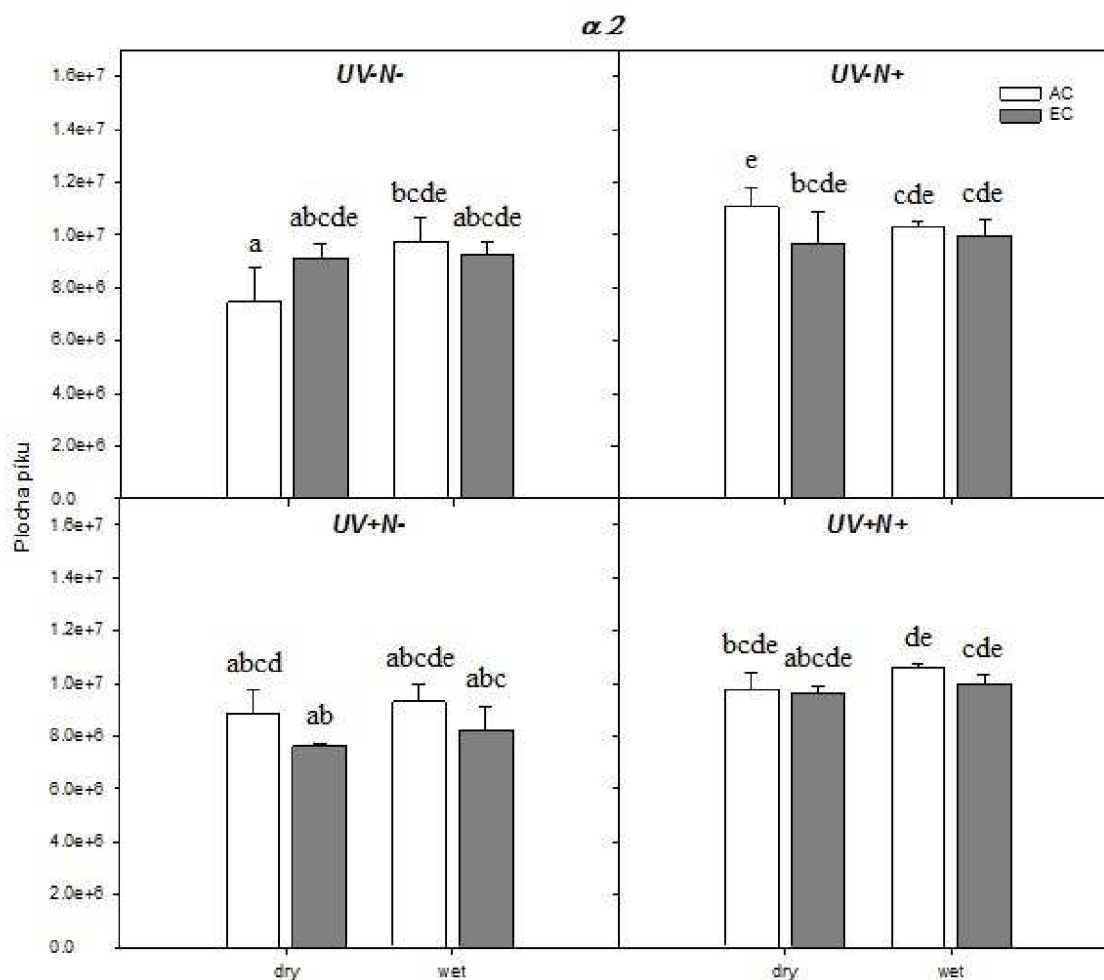 α 2
UV-N-
UV-N+
AC
EC
1.6e+7
1.4e+7
1.2e+7
1.0e+7
8.0e+6
6.0e+6
4.0e+6
2.0e+6
0.0
a
abcde
bcde
abcde
e
bcde
cde
cde
Plocha píku
UV+N-
UV+N+
1.6e+7
1.4e+7
1.2e+7
1.0e+7
8.0e+6
6.0e+6
4.0e+6
2.0e+6
0.0
abcd
ab
abcde
abc
bcde
abcde
de
cde
dry
wet
dry
wet